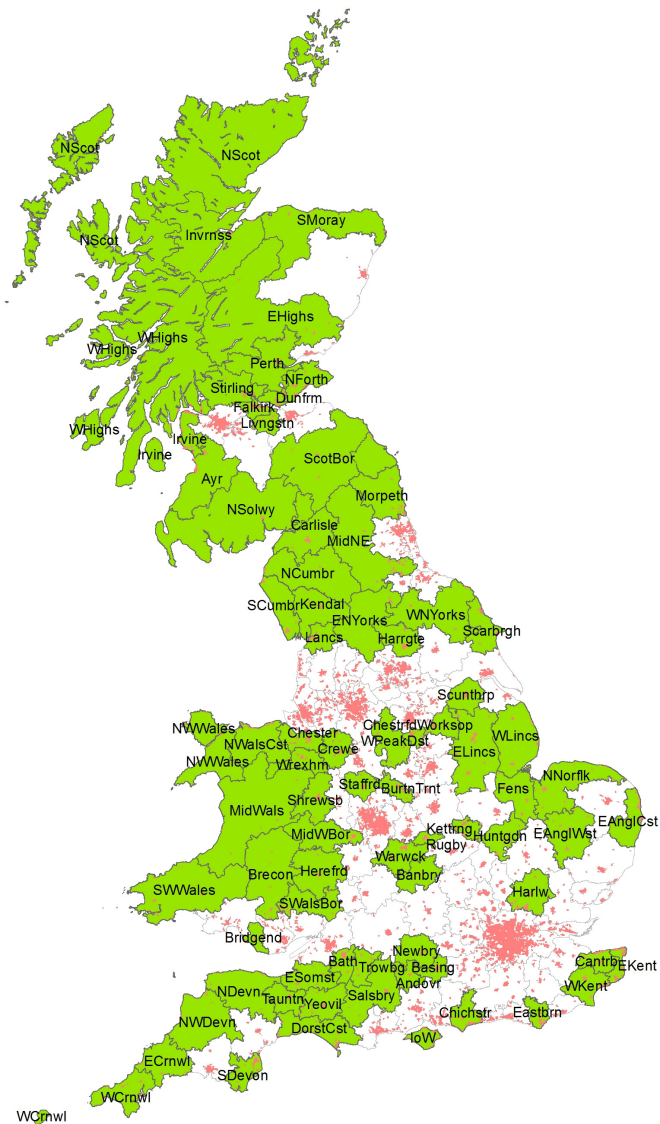 NScot
NScot
NScot
SMoray
Invrnss
EHighs
WHighs
WHighs
Perth
NForth
Stirling
Dunfrm
Falkirk
Livngstn
WHighs
Irvine
Irvine
ScotBor
Ayr
Morpeth
NSolwy
Carlisle
MidNE
NCumbr
SCumbr
Kendal
WNYorks
ENYorks
Scarbrgh
Lancs
Harrgte
Scunthrp
NWWales
Chester
Chestrfd
Worksop
WLincs
NWalsCst
Crewe
WPeakDst
ELincs
NWWales
Wrexhm
NNorflk
Staffrd
BurtnTrnt
Fens
MidWals
Shrewsb
EAnglCst
MidWBor
Kettrng
Huntgdn
EAnglWst
Rugby
Warwck
Brecon
Herefrd
Banbry
SWWales
Harlw
SWalsBor
Bridgend
Newbry
Bath
Trowbg
Basing
Cantrb
EKent
ESomst
Andovr
WKent
NDevn
Tauntn
Yeovil
Salsbry
NWDevn
DorstCst
Chichstr
Eastbrn
IoW
ECrnwl
SDevon
WCrnwl
WCrnwl